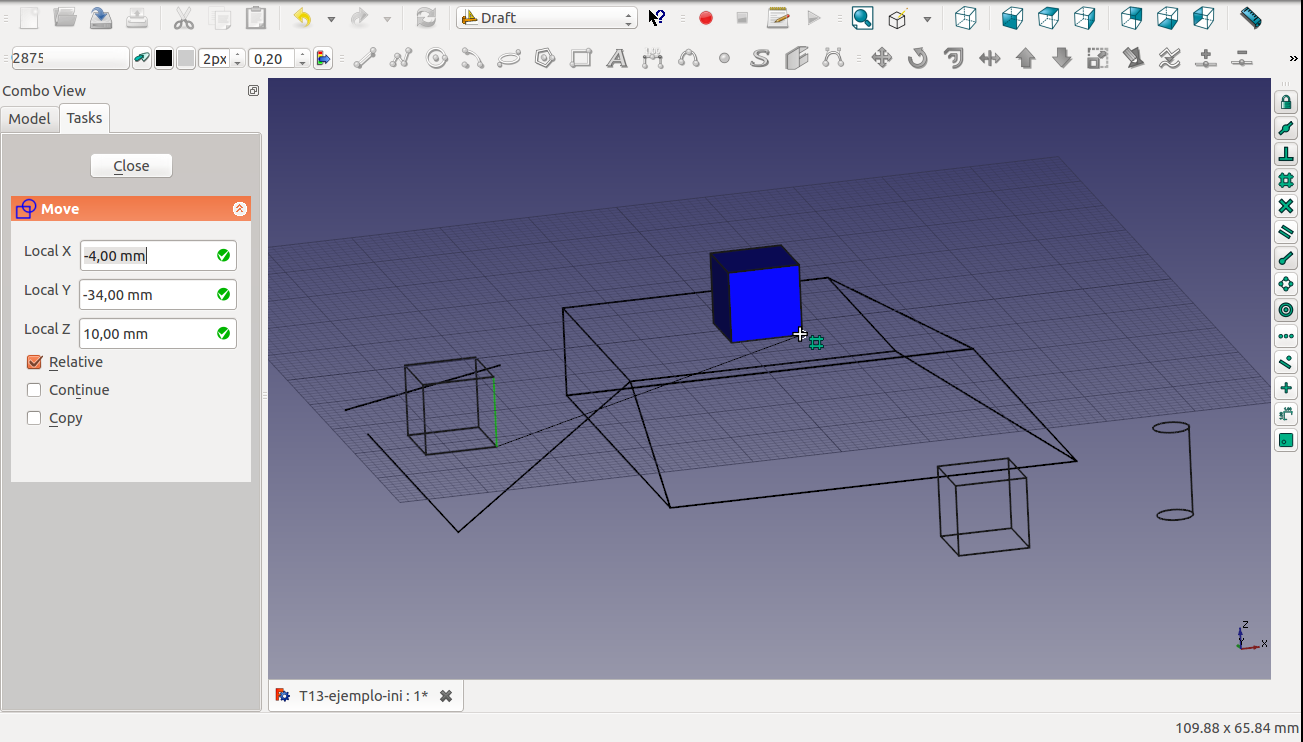 Draft
2875
2px
0,20
Combo View
Model
Tasks
Close
Move
Local X
-4,00 mm
Local Y
-34,00 mm
Local Z
10,00 mm
Relative
Continue
Copy
Z
Y
X
T13-ejemplo-ini : 1*
109.88 x 65.84 mm